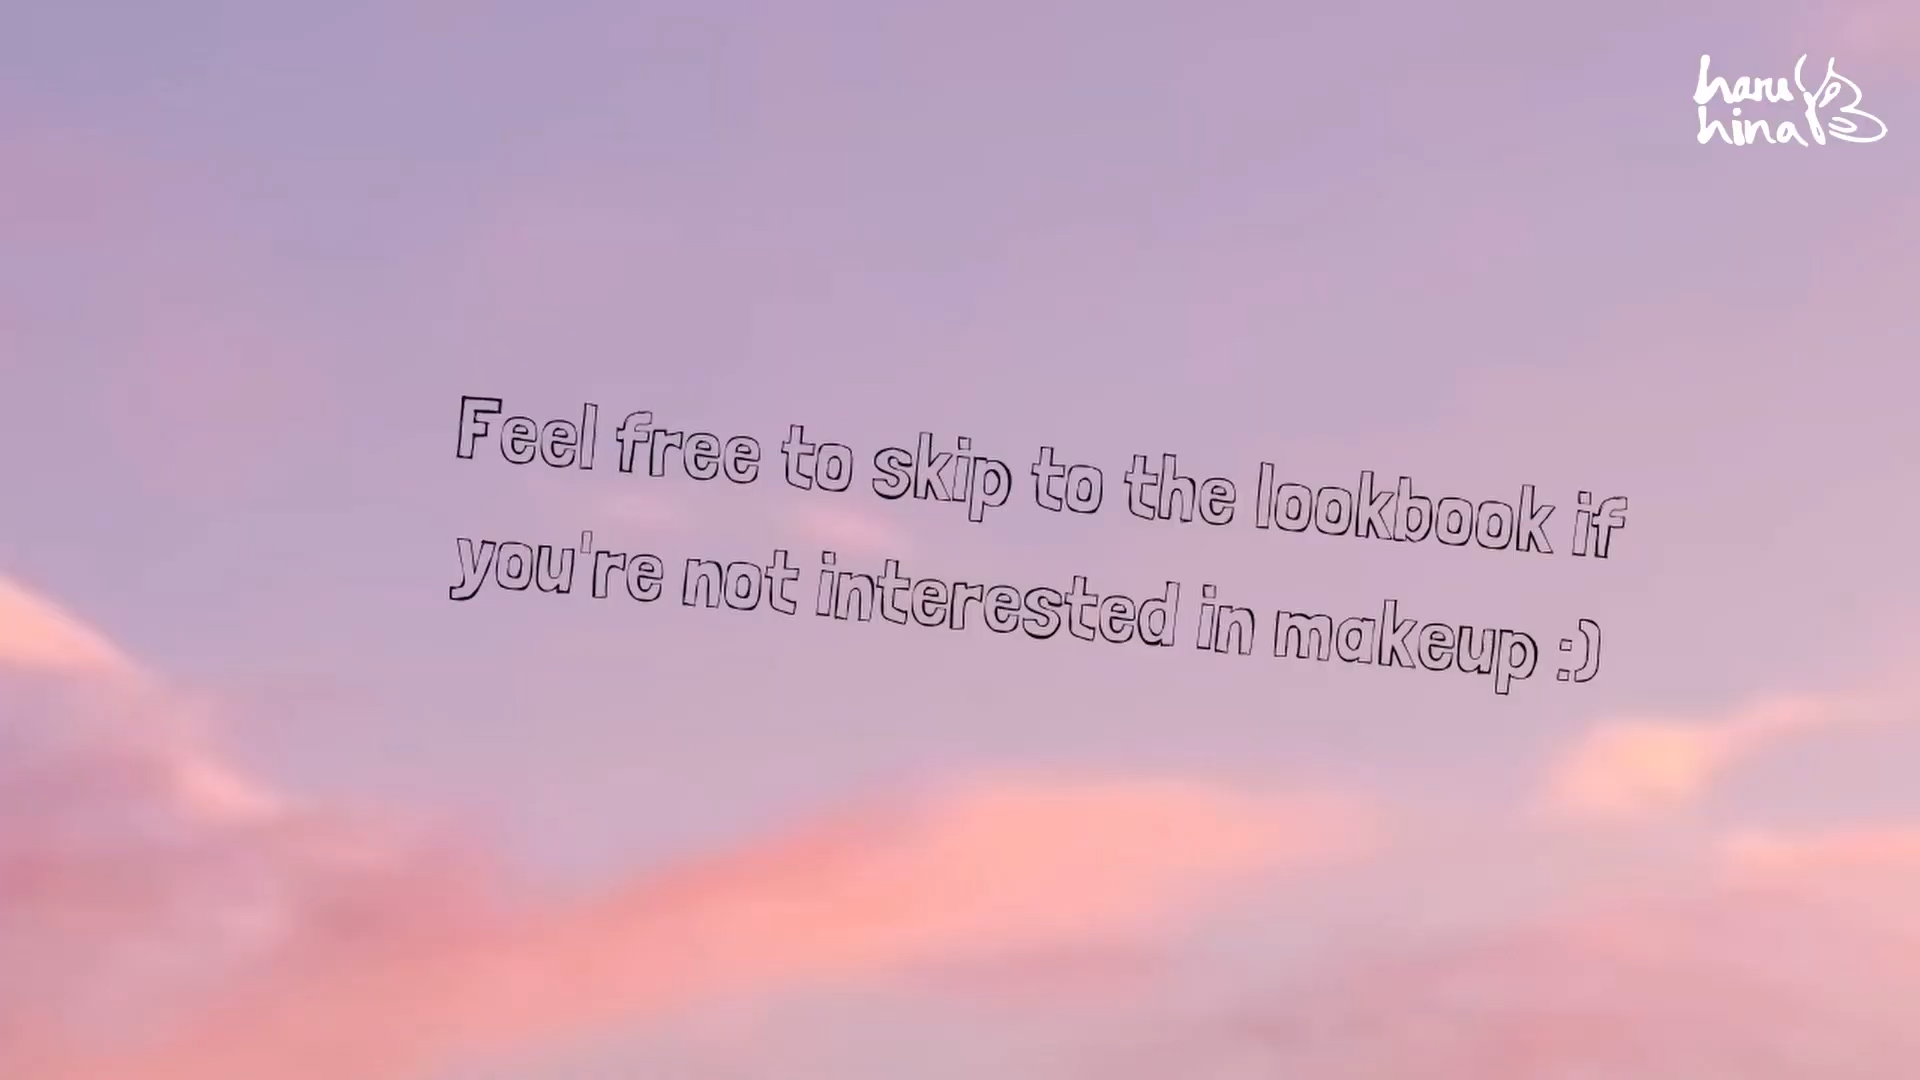 haru
hina
Feel free to skip to the lookbook if
you're not interested in makeup :)